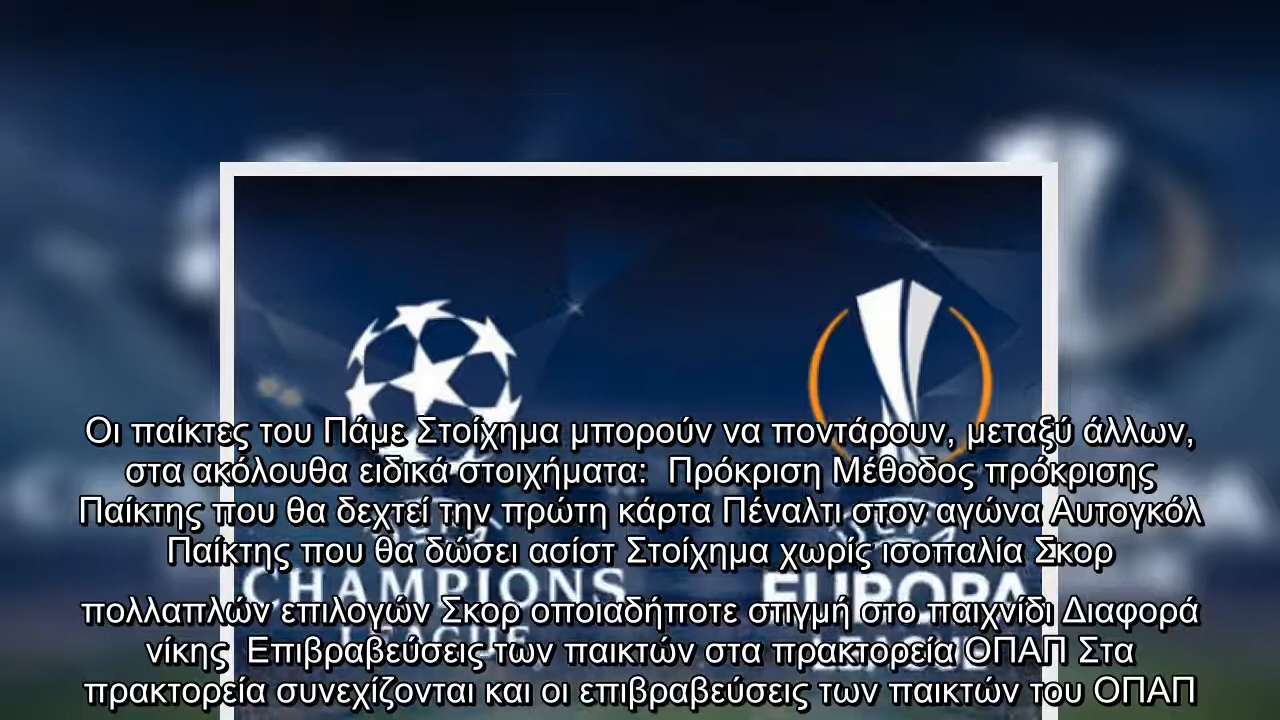 Οι παίκτες του Πάμε Στοίχημα μπορούν να ποντάρουν, μεταξύ άλλων,
στα ακόλουθα ειδικά στοιχήματα:  Πρόκριση Μέθοδος πρόκρισης
Παίκτης που θα δεχτεί την πρώτη κάρτα Πέναλτι στον αγώνα Αυτογκόλ
Παίκτης που θα δώσει ασίστ Στοίχημα χωρίς ισοπαλία Σκορ
CHAMPIONS EUROPA
πολλαπλών επιλογών Σκορ οποιαδήποτε στιγμή στο παιχνίδι Διαφορά
LEAGUE
νίκης  Επιβραβεύσεις των παικτών στα πρακτορεία ΟΠΑΠ Στα
πρακτορεία συνεχίζονται και οι επιβραβεύσεις των παικτών του ΟΠΑΠ